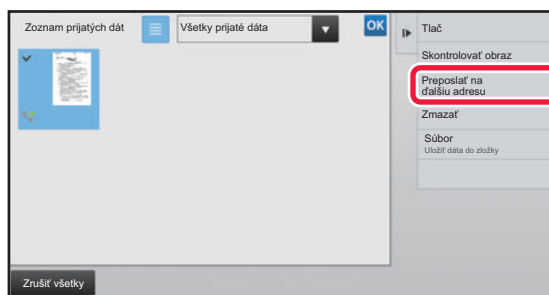 Zoznam prijatých dát
Všetky prijaté dáta
OK
Tlač
Skontrolovať obraz
Preposlať na
ďalšiu adresu
Zmazať
Súbor
Uložiť dáta do zložky
Zrušiť všetky